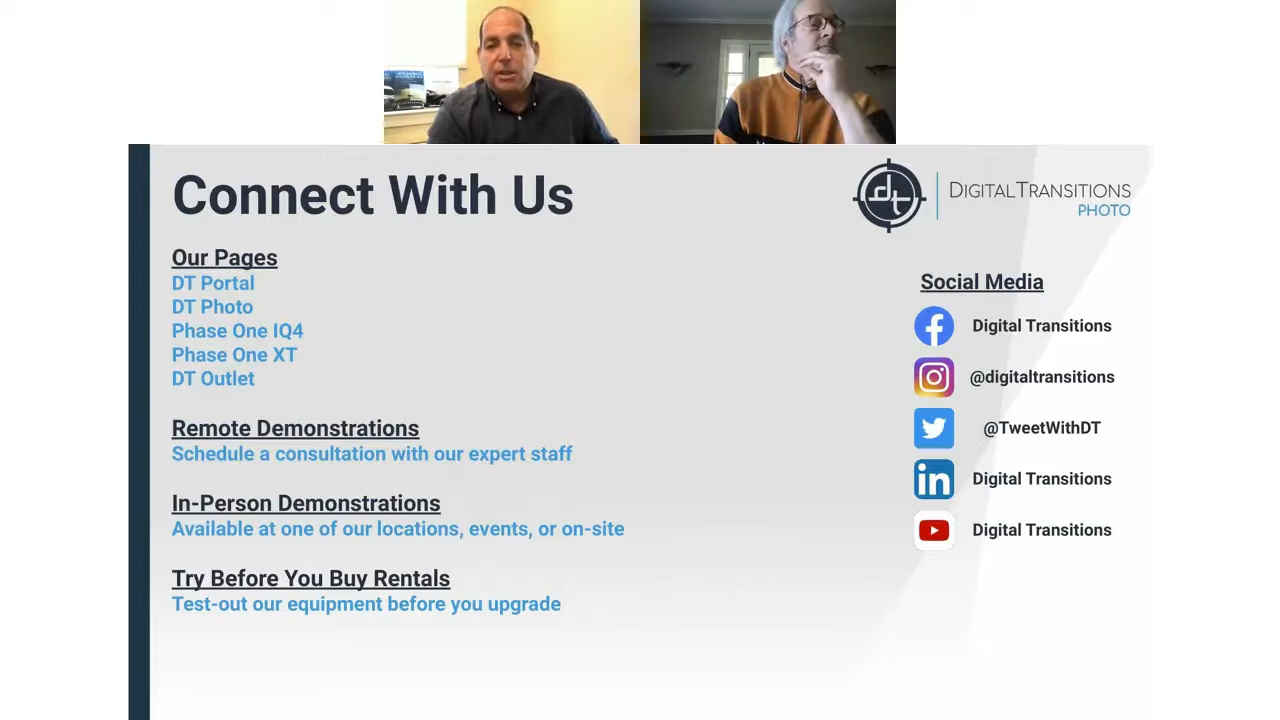 Connect With Us
dt
DIGITALTRANSITIONS
PHOTO
Our Pages
DT Portal
DT Photo
Phase One IQ4
Phase One XT
DT Outlet
Remote Demonstrations
Schedule a consultation with our expert staff
In-Person Demonstrations
Available at one of our locations, events, or on-site
Try Before You Buy Rentals
Test-out our equipment before you upgrade
Social Media
Digital Transitions
@digitaltransitions
@TweetWithDT
in
Digital Transitions
Digital Transitions